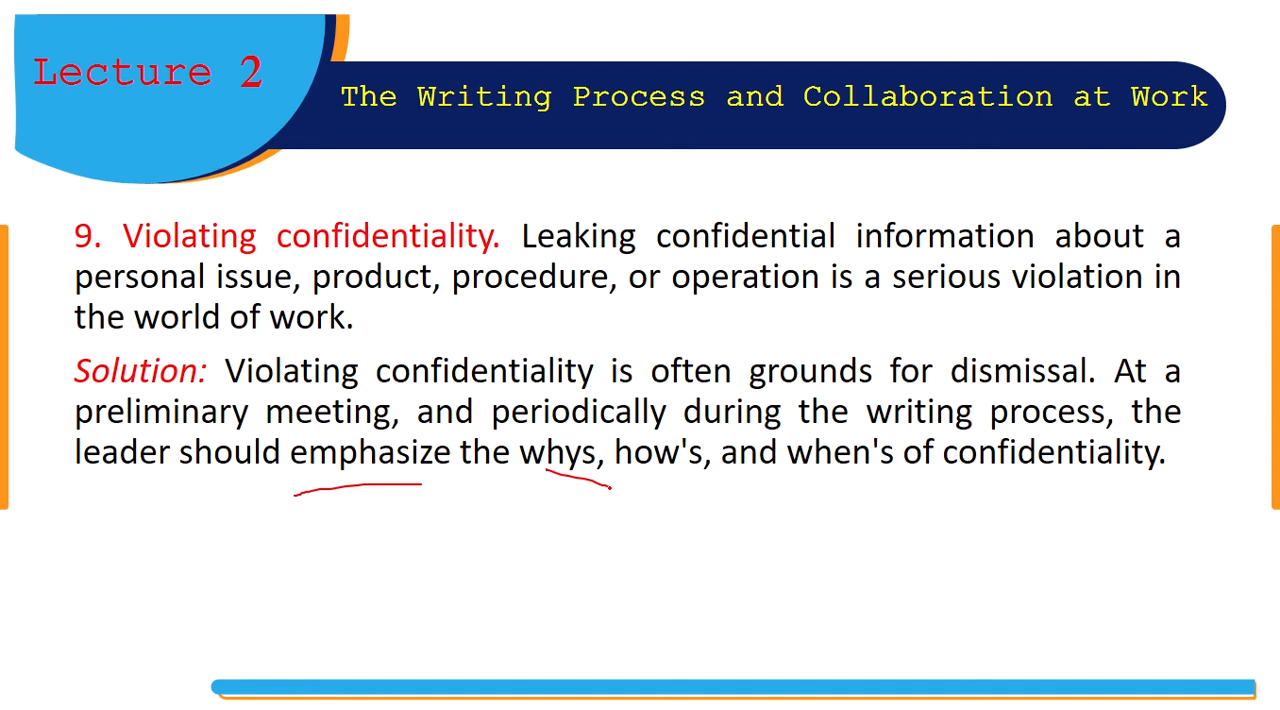 Lecture 2
The Writing Process and Collaboration at Work
9. Violating confidentiality. Leaking confidential information about a
personal issue, product, procedure, or operation is a serious violation in
the world of work.
Solution: Violating confidentiality is often grounds for dismissal. At a
preliminary meeting, and periodically during the writing process, the
leader should emphasize the whys, how's, and when's of confidentiality.